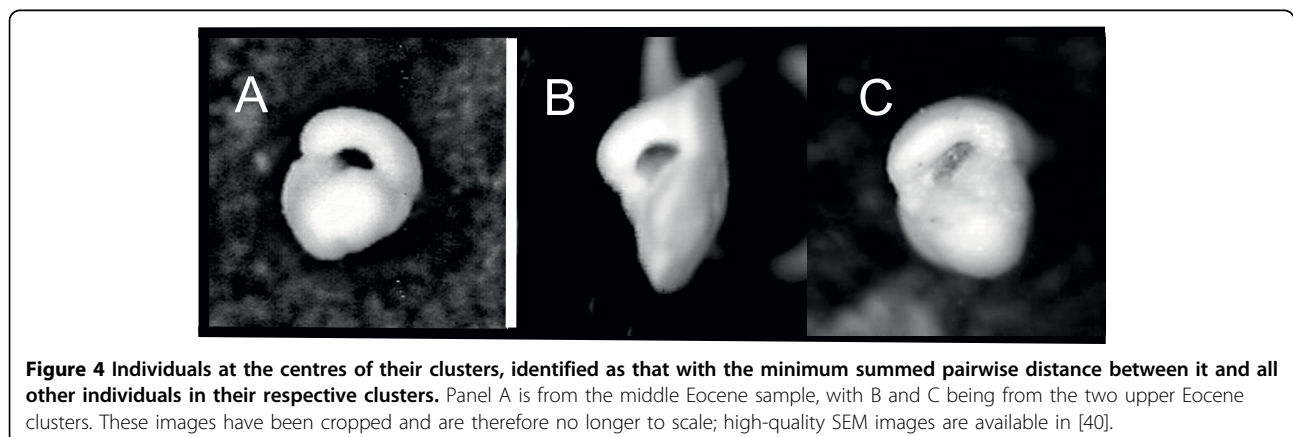 A
B
C
Figure 4 Individuals at the centres of their clusters, identified as that with the minimum summed pairwise distance between it and all
other individuals in their respective clusters. Panel A is from the middle Eocene sample, with B and C being from the two upper Eocene
clusters. These images have been cropped and are therefore no longer to scale; high-quality SEM images are available in [40].